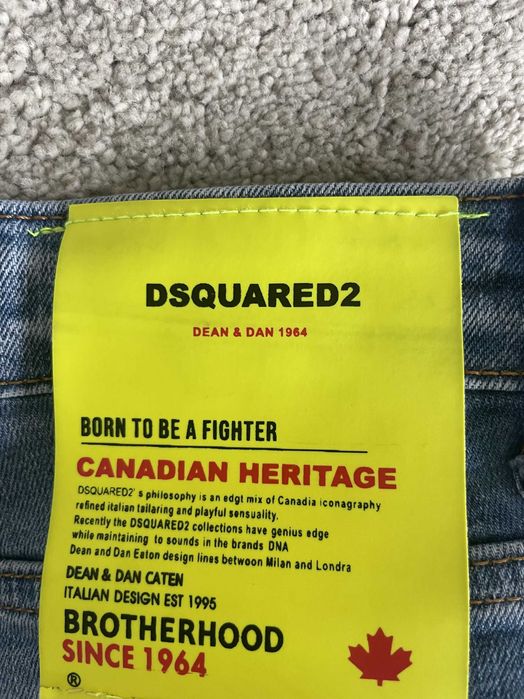 DSQUARED2
DEAN & DAN 1964
BORN TO BE A FIGHTER
CANADIAN HERITAGE
DSQUARED2' s philosophy is an edgt mix of Canadia iconagraphy
refined italian tailaring and playful sensuality.
Recently the DSQUARED2 collections have genius edge
while maintaining to sounds in the brands DNA
Dean and Dan Eaton design lines betwoon Milan and Londra
DEAN & DAN CATEN
ITALIAN DESIGN EST 1995
BROTHERHOOD
SINCE 1964
®